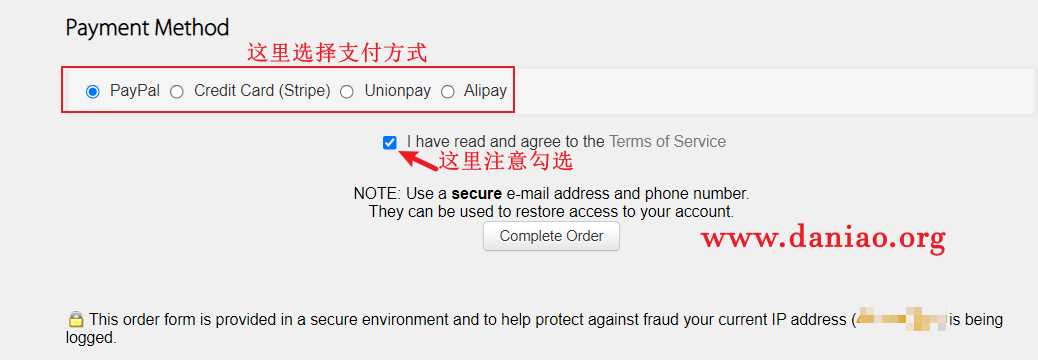 Payment Method
这里选择支付方式
PayPal Credit Card (Stripe) Unionpay Alipay
I have read and agree to the Terms of Service
这里注意勾选
NOTE: Use a secure e-mail address and phone number.
They can be used to restore access to your account.
Complete Order
www.daniao.org
This order form is provided in a secure environment and to help protect against fraud your current IP address ( is being
logged.